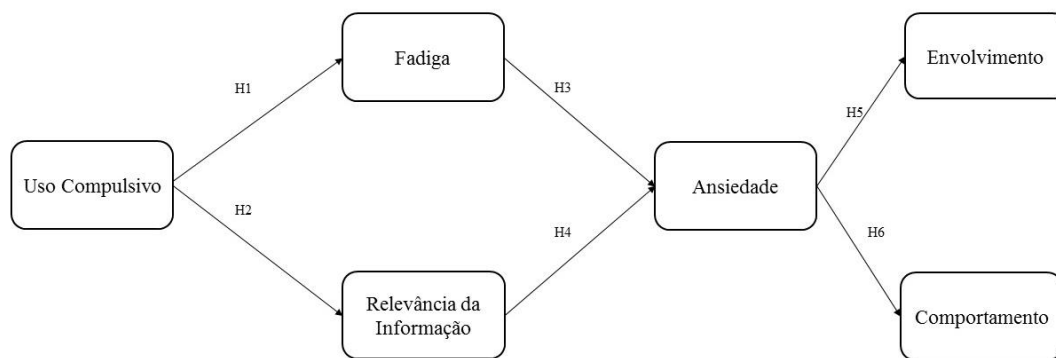 Fadiga
Envolvimento
H1
H3
H5
Uso Compulsivo
Ansiedade
H2
H4
H6
Relevância da
Informação
Comportamento